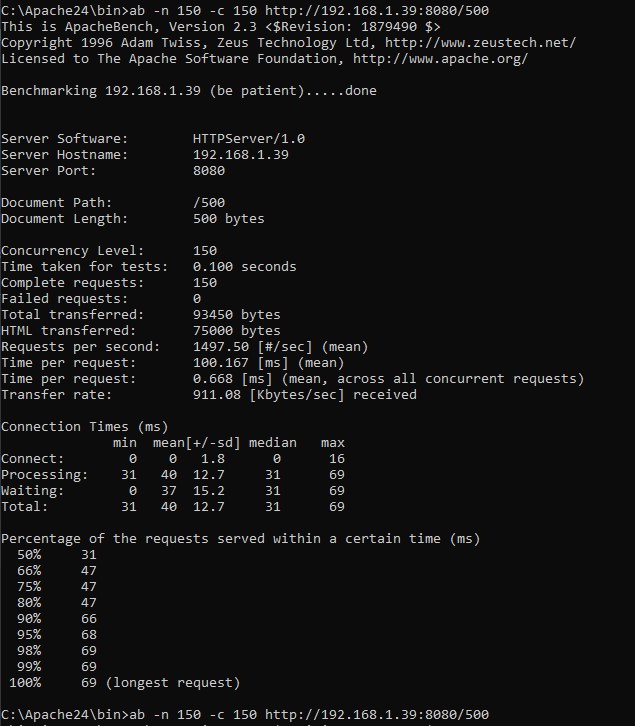 C:\Apache24\bin>ab -n 150 -c 150 http://192.168.1.39:8080/500
This is ApacheBench, Version 2.3 <$Revision: 1879490 $>
Copyright 1996 Adam Twiss, Zeus Technology Ltd, http://www.zeustech.net/
Licensed to The Apache Software Foundation, http://www.apache.org/
Benchmarking 192.168.1.39 (be patient).....done
Server Software:        HTTPServer/1.0
Server Hostname:        192.168.1.39
Server Port:            8080
Document Path:          /500
Document Length:        500 bytes
Concurrency Level:      150
Time taken for tests:   0.100 seconds
Complete requests:      150
Failed requests:        0
Total transferred:      93450 bytes
HTML transferred:       75000 bytes
Requests per second:    1497.50 [#/sec] (mean)
Time per request:       100.167 [ms] (mean)
Time per request:       0.668 [ms] (mean, across all concurrent requests)
Transfer rate:          911.08 [Kbytes/sec] received
Connection Times (ms)
              min  mean[+/-sd] median   max
Connect:        0    0   1.8      0      16
Processing:    31   40  12.7     31      69
Waiting:        0   37  15.2     31      69
Total:         31   40  12.7     31      69
Percentage of the requests served within a certain time (ms)
  50%     31
  66%     47
  75%     47
  80%     47
  90%     66
  95%     68
  98%     69
  99%     69
 100%     69 (longest request)
C:\Apache24\bin>ab -n 150 -c 150 http://192.168.1.39:8080/500